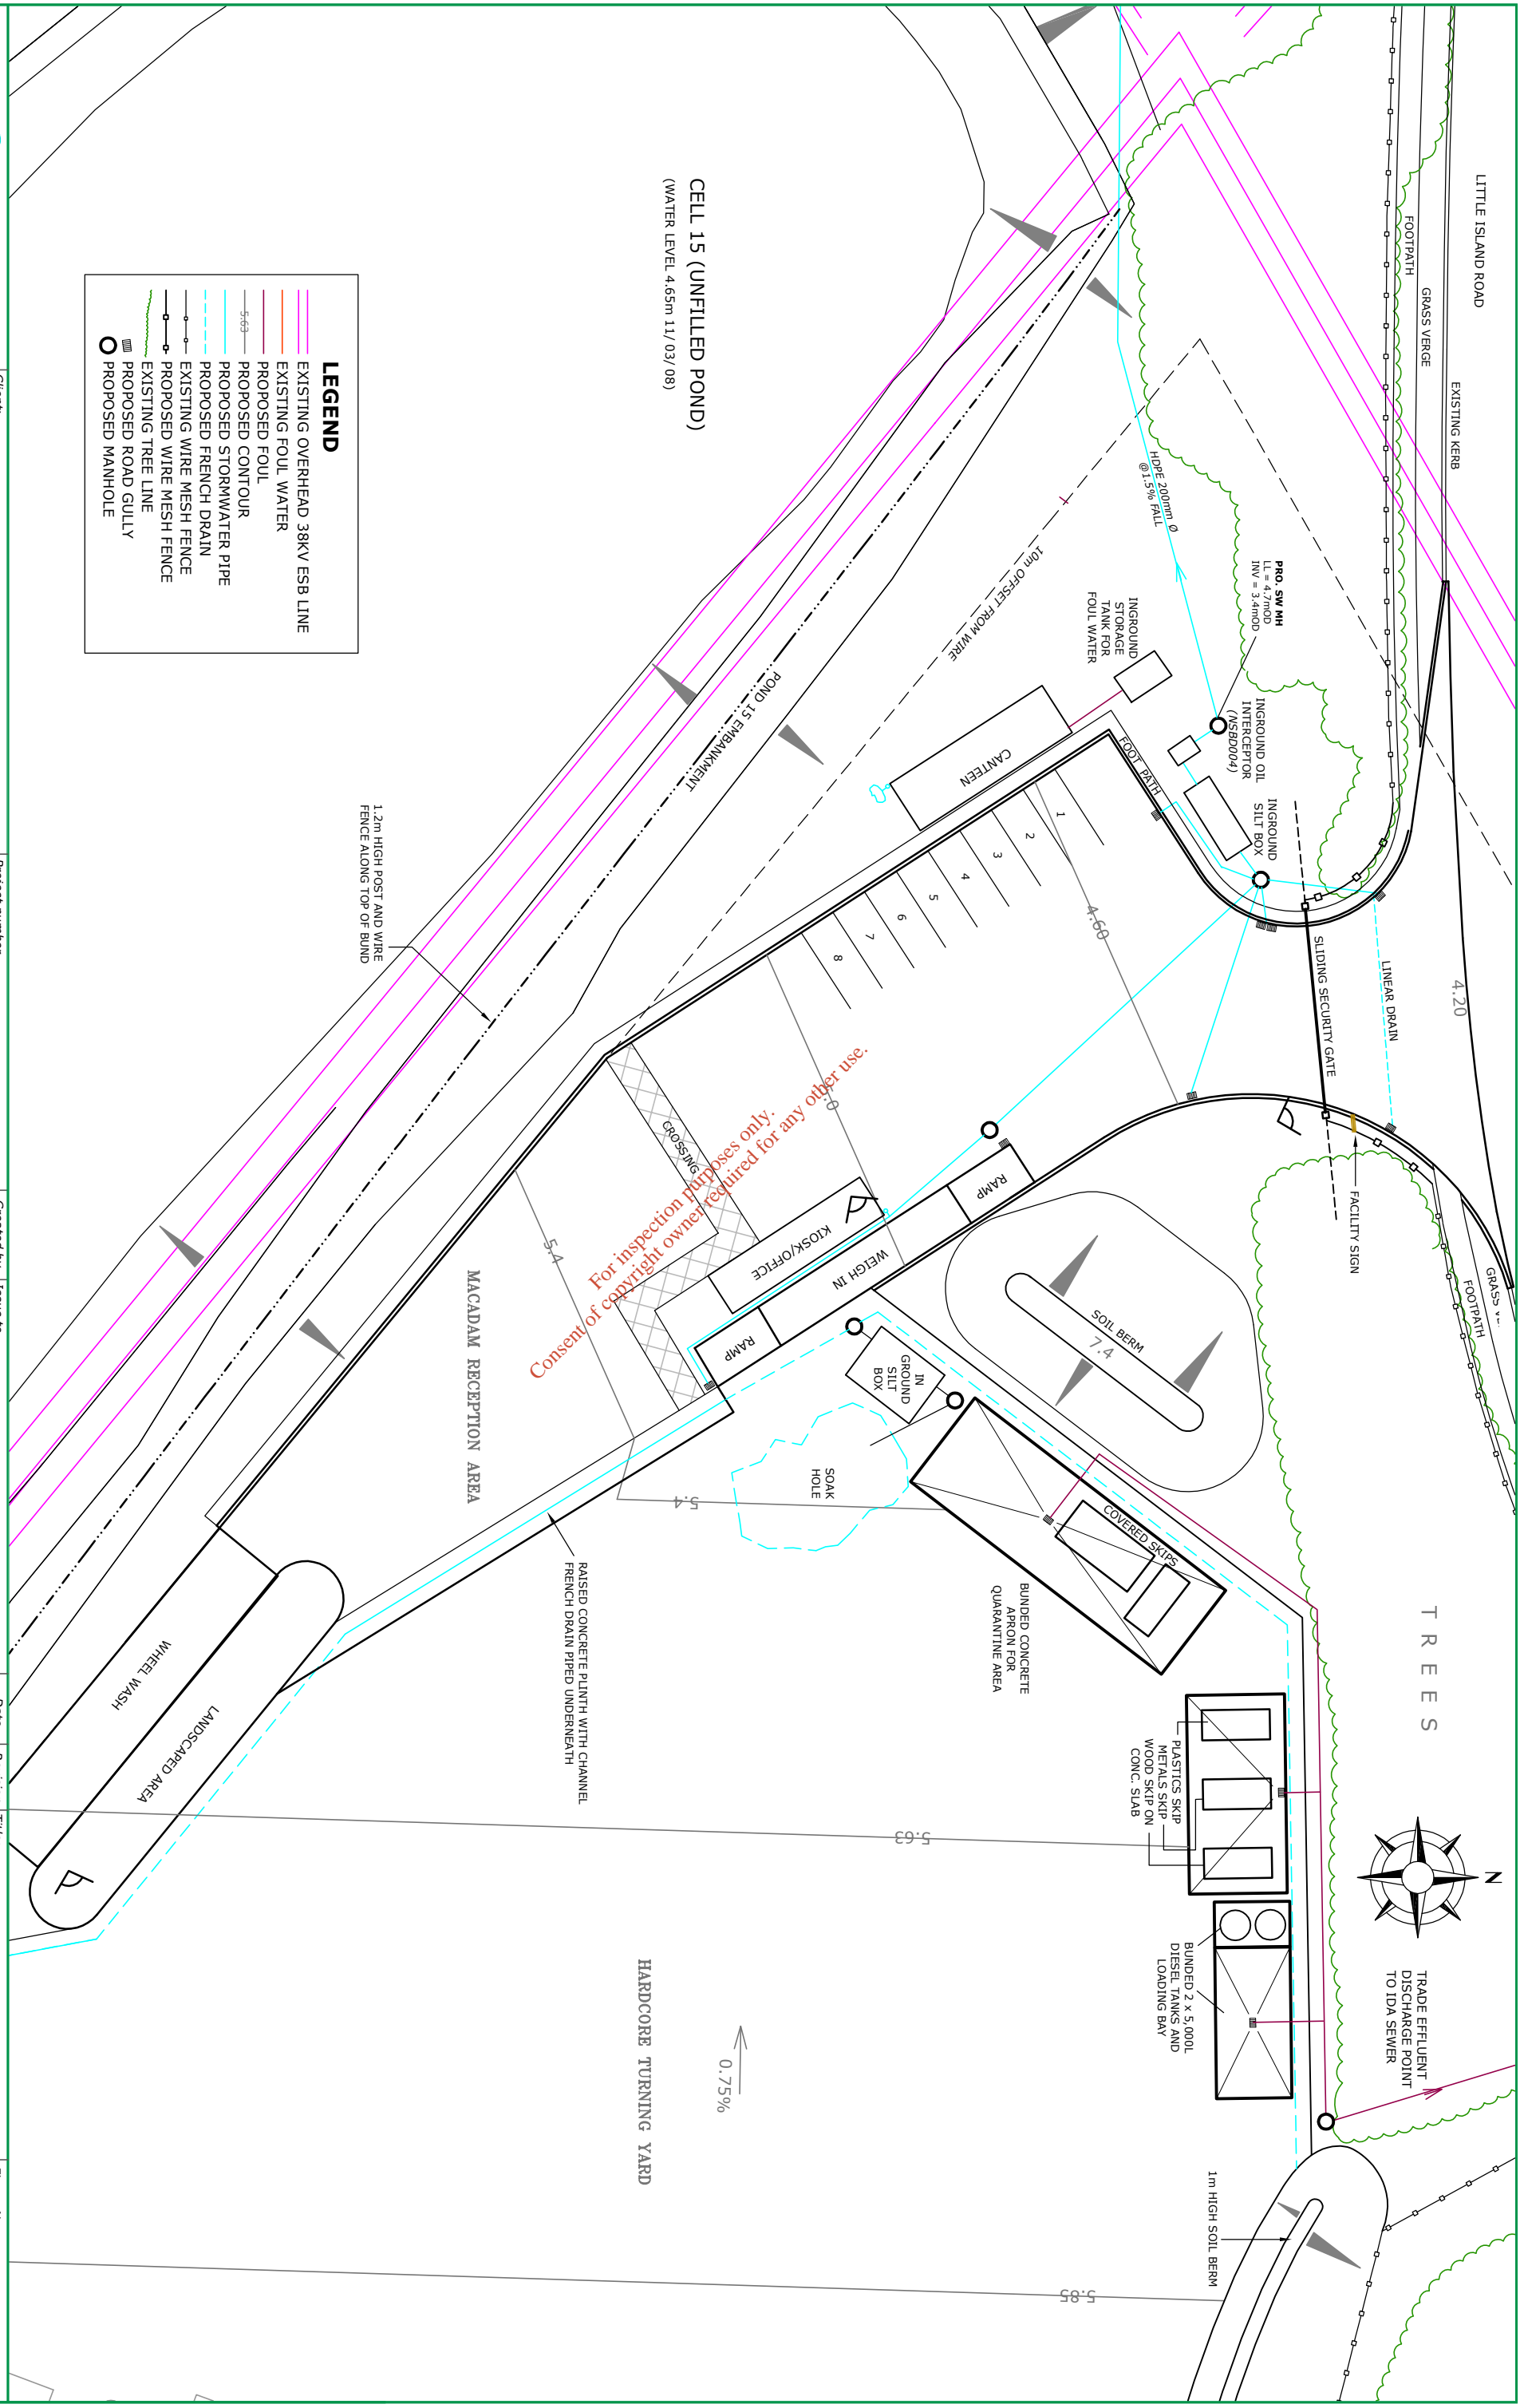 LITTLE ISLAND ROAD
EXISTING KERB
GRASS VERGE
FOOTPATH
4.20
HDPE 200mm Ø
@1.5% FALL
PRO. SW MH
LL = 4.7mOD
INV = 3.4mOD
10m OFFSET FROM WIRE
INGROUND
STORAGE
TANK FOR
FOUL WATER
INGROUND OIL
INTERCEPTOR
(NSBD004)
INGROUND
SILT BOX
FOOT PATH
CANTEEN
SLIDING SECURITY GATE
LINEAR DRAIN
FACILITY SIGN
GRASS
FOOTPATH
CELL 15 (UNFILLED POND)
(WATER LEVEL 4.65m 11/03/08)
POND 15 EMBANKMENT
1
2
3
4
5
6
7
8
4.60
5.0
5.4
CROSSING
KIOSK/OFFICE
RAMP
WEIGH IN
RAMP
SOIL BERM
7.4
IN
GROUND
SILT
BOX
SOAK
HOLE
5.4
COVERED SKIPS
BUNDED CONCRETE
APRON FOR
QUARANTINE AREA
T R E E S
1.2m HIGH POST AND WIRE
FENCE ALONG TOP OF BUND
MACADAM RECEPTION AREA
RAISED CONCRETE PLINTH WITH CHANNEL
FRENCH DRAIN PIPED UNDERNEATH
WHEEL WASH
LANDSCAPED AREA
PLASTICS SKIP
METALS SKIP
WOOD SKIP ON
CONC. SLAB
5.63
N
BUNDED 2 x 5,000L
DIESEL TANKS AND
LOADING BAY
TRADE EFFLUENT
DISCHARGE POINT
TO IDA SEWER
HARDCORE TURNING YARD
0.75%
1m HIGH SOIL BERM
5.85
LEGEND
EXISTING OVERHEAD 38KV ESB LINE
EXISTING FOUL WATER
PROPOSED FOUL
5.63 PROPOSED CONTOUR
PROPOSED STORMWATER PIPE
PROPOSED FRENCH DRAIN
EXISTING WIRE MESH FENCE
PROPOSED WIRE MESH FENCE
EXISTING TREE LINE
PROPOSED ROAD GULLY
PROPOSED MANHOLE
For inspection purposes only.
Consent of copyright owner required for any other use.